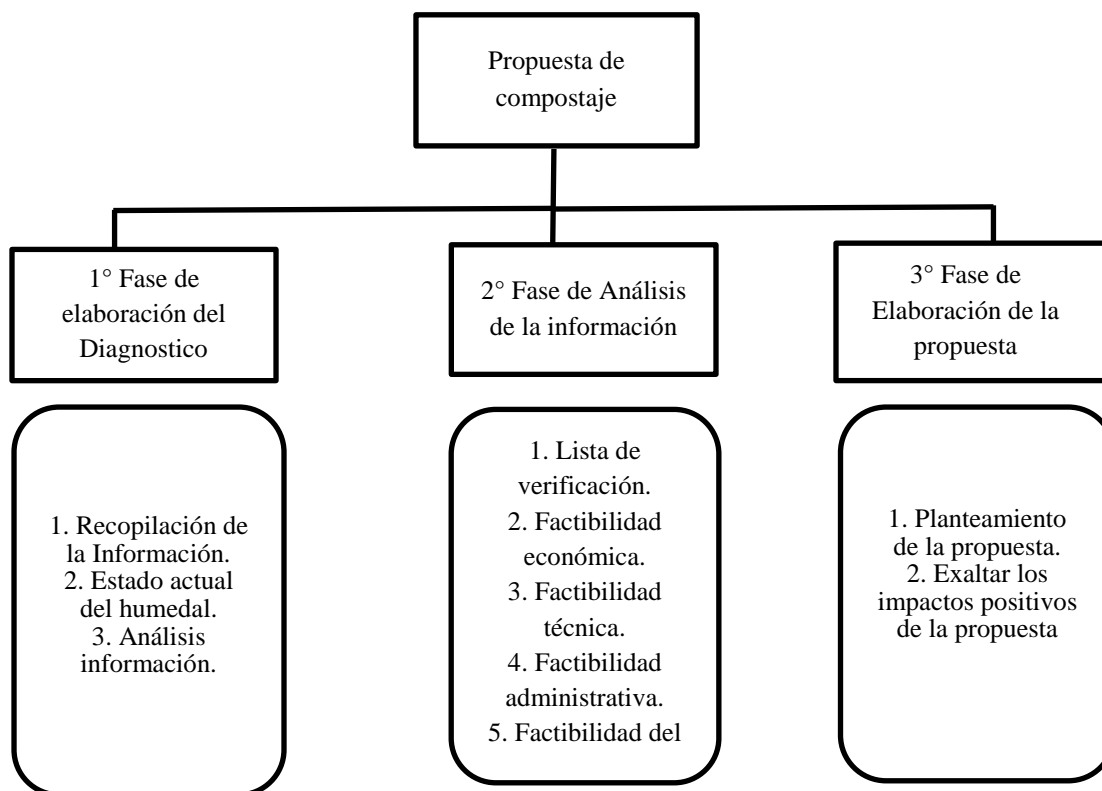 Propuesta de
compostaje
1° Fase de
elaboración del
Diagnostico
2° Fase de Análisis
de la información
3° Fase de
Elaboración de la
propuesta
1. Recopilación de
la Información.
2. Estado actual
del humedal.
3. Análisis
información.
1. Lista de
verificación.
2. Factibilidad
económica.
3. Factibilidad
técnica.
4. Factibilidad
administrativa.
5. Factibilidad del
1. Planteamiento
de la propuesta.
2. Exaltar los
impactos positivos
de la propuesta